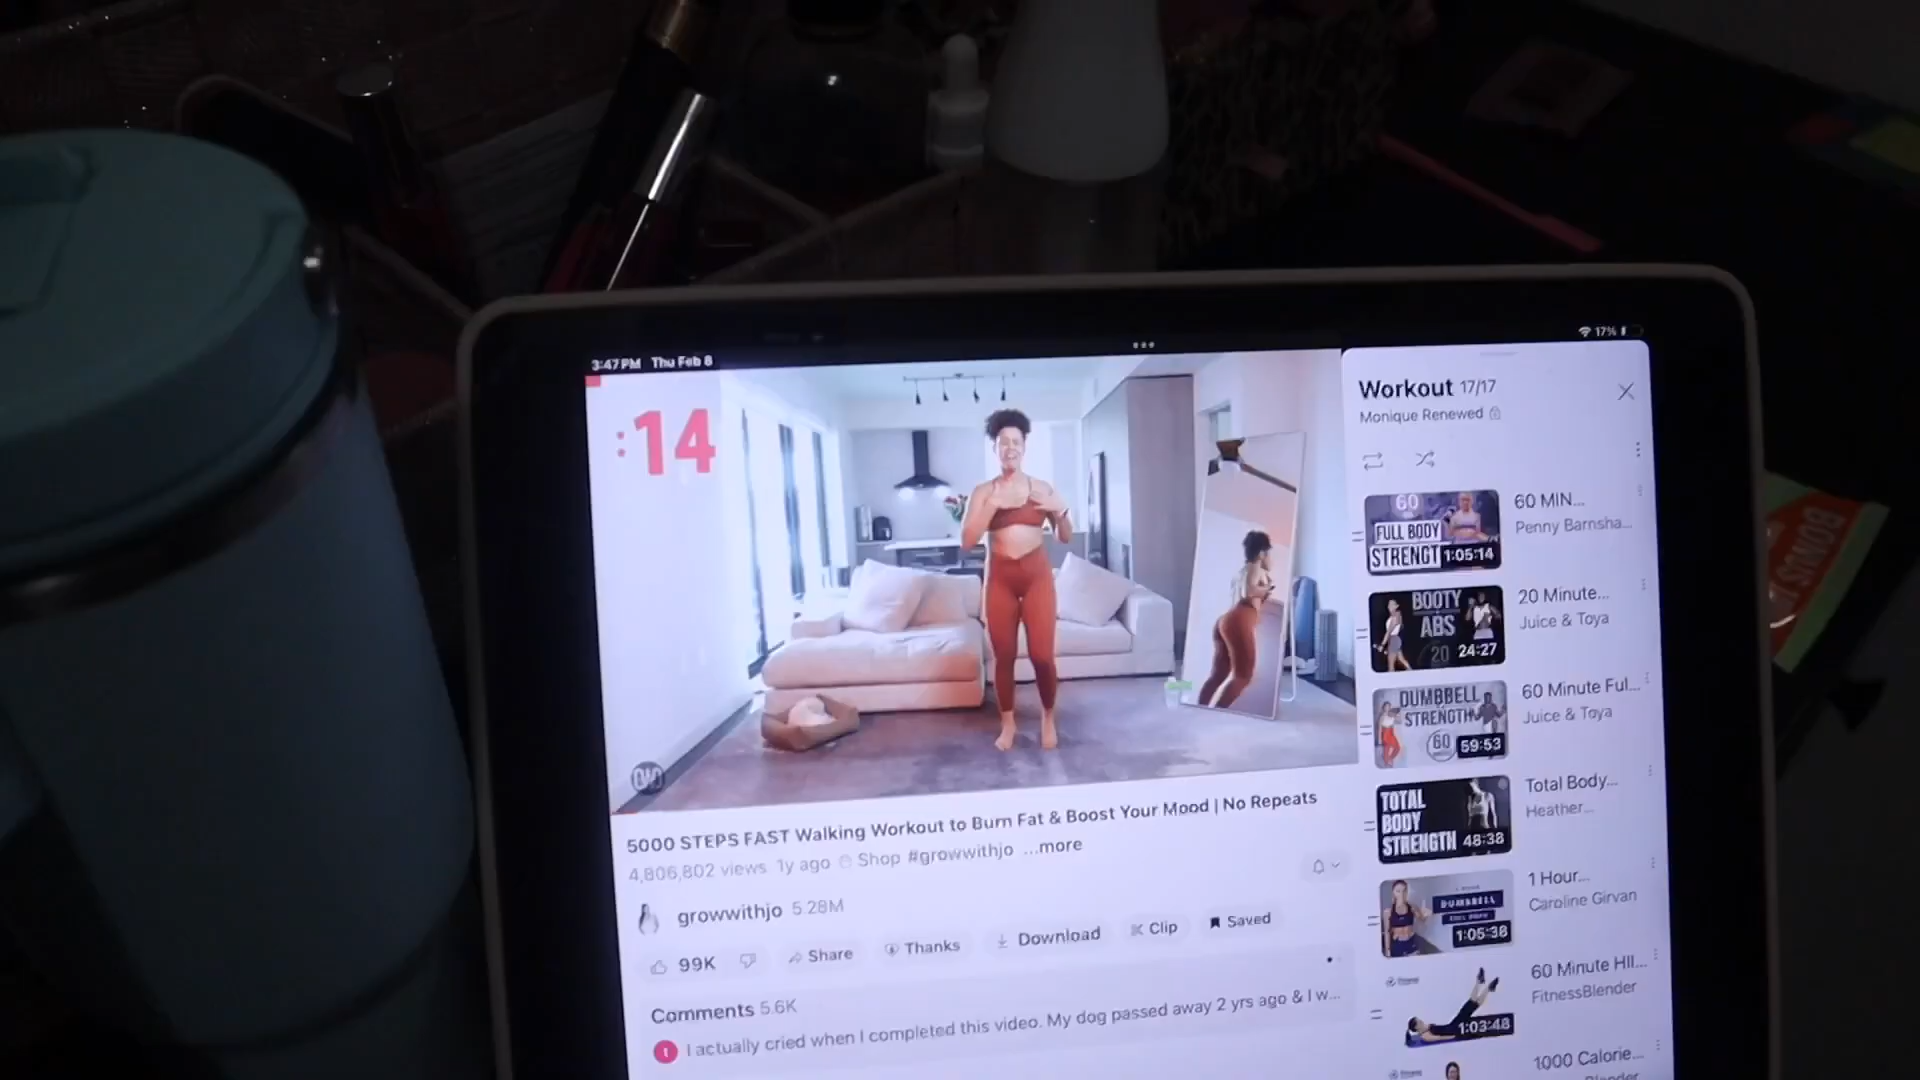 3:47 PM Thu Feb 8
17%
:14
5000 STEPS FAST Walking Workout to Burn Fat & Boost Your Mood | No Repeats
4,806,802 views 1y ago Shop #growwithjo ...more
growwithjo 5.28M
99K Share Thanks Download Clip Saved
Comments 5.6K
I actually cried when I completed this video. My dog passed away 2 yrs ago & I w...
Workout 17/17
Monique Renewed
60
FULL BODY
STRENGT
1:05:14
60 MIN...
Penny Barnsha...
BOOTY
ABS
20
24:27
20 Minute...
Juice & Toya
DUMBBELL
STRENGTH
60
59:53
60 Minute Ful...
Juice & Toya
TOTAL
BODY
STRENGTH
48:38
Total Body...
Heather...
DUMBBELL
FULL BODY
1:05:38
1 Hour...
Caroline Girvan
1:03:48
60 Minute HII...
FitnessBlender
1000 Calorie...
BONUS